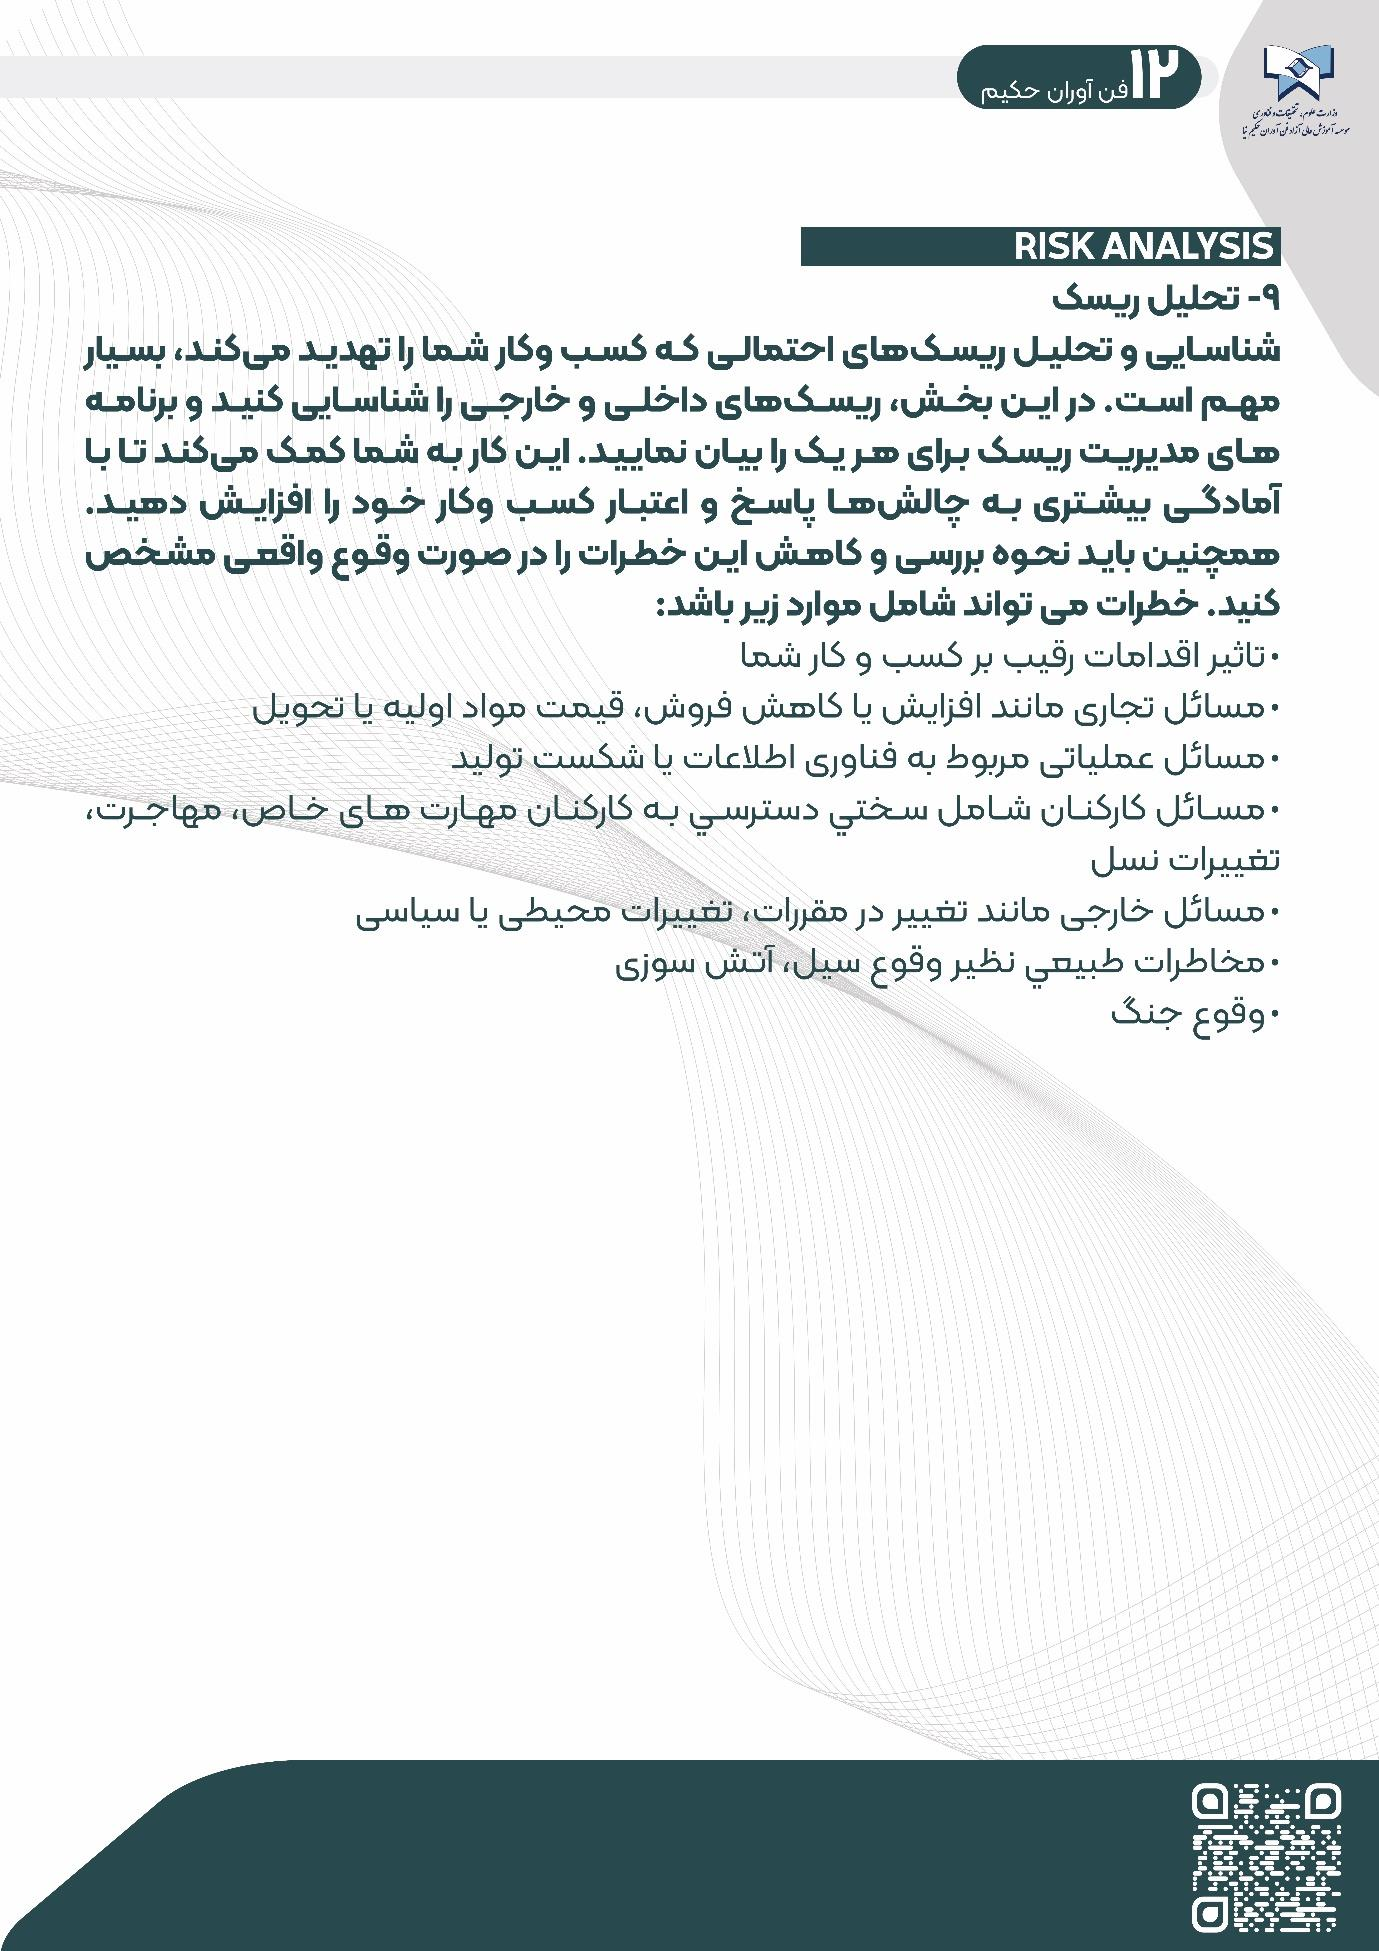 ۱۲ فن آوران حکیم
وزارت علوم، تحقیقات و فناوری
موسسه آموزش عالی آزاد فن آوران حکیم نیا
RISK ANALYSIS
۹- تحلیل ریسک
شناسایی و تحلیل ریسک‌های احتمالی که کسب وکار شما را تهدید می‌کند، بسیار
مهم است. در این بخش، ریسک‌های داخلی و خارجی را شناسایی کنید و برنامه
های مدیریت ریسک برای هر یک را بیان نمایید. این کار به شما کمک می‌کند تا با
آمادگی بیشتری به چالش‌ها پاسخ و اعتبار کسب وکار خود را افزایش دهید.
همچنین باید نحوه بررسی و کاهش این خطرات را در صورت وقوع واقعی مشخص
کنید. خطرات می تواند شامل موارد زیر باشد:
• تاثیر اقدامات رقیب بر کسب و کار شما
• مسائل تجاری مانند افزایش یا کاهش فروش، قیمت مواد اولیه یا تحویل
• مسائل عملیاتی مربوط به فناوری اطلاعات یا شکست تولید
• مسائل کارکنان شامل سختي دسترسي به کارکنان مهارت های خاص، مهاجرت،
تغییرات نسل
• مسائل خارجی مانند تغییر در مقررات، تغییرات محیطی یا سیاسی
• مخاطرات طبیعي نظیر وقوع سیل، آتش سوزی
• وقوع جنگ